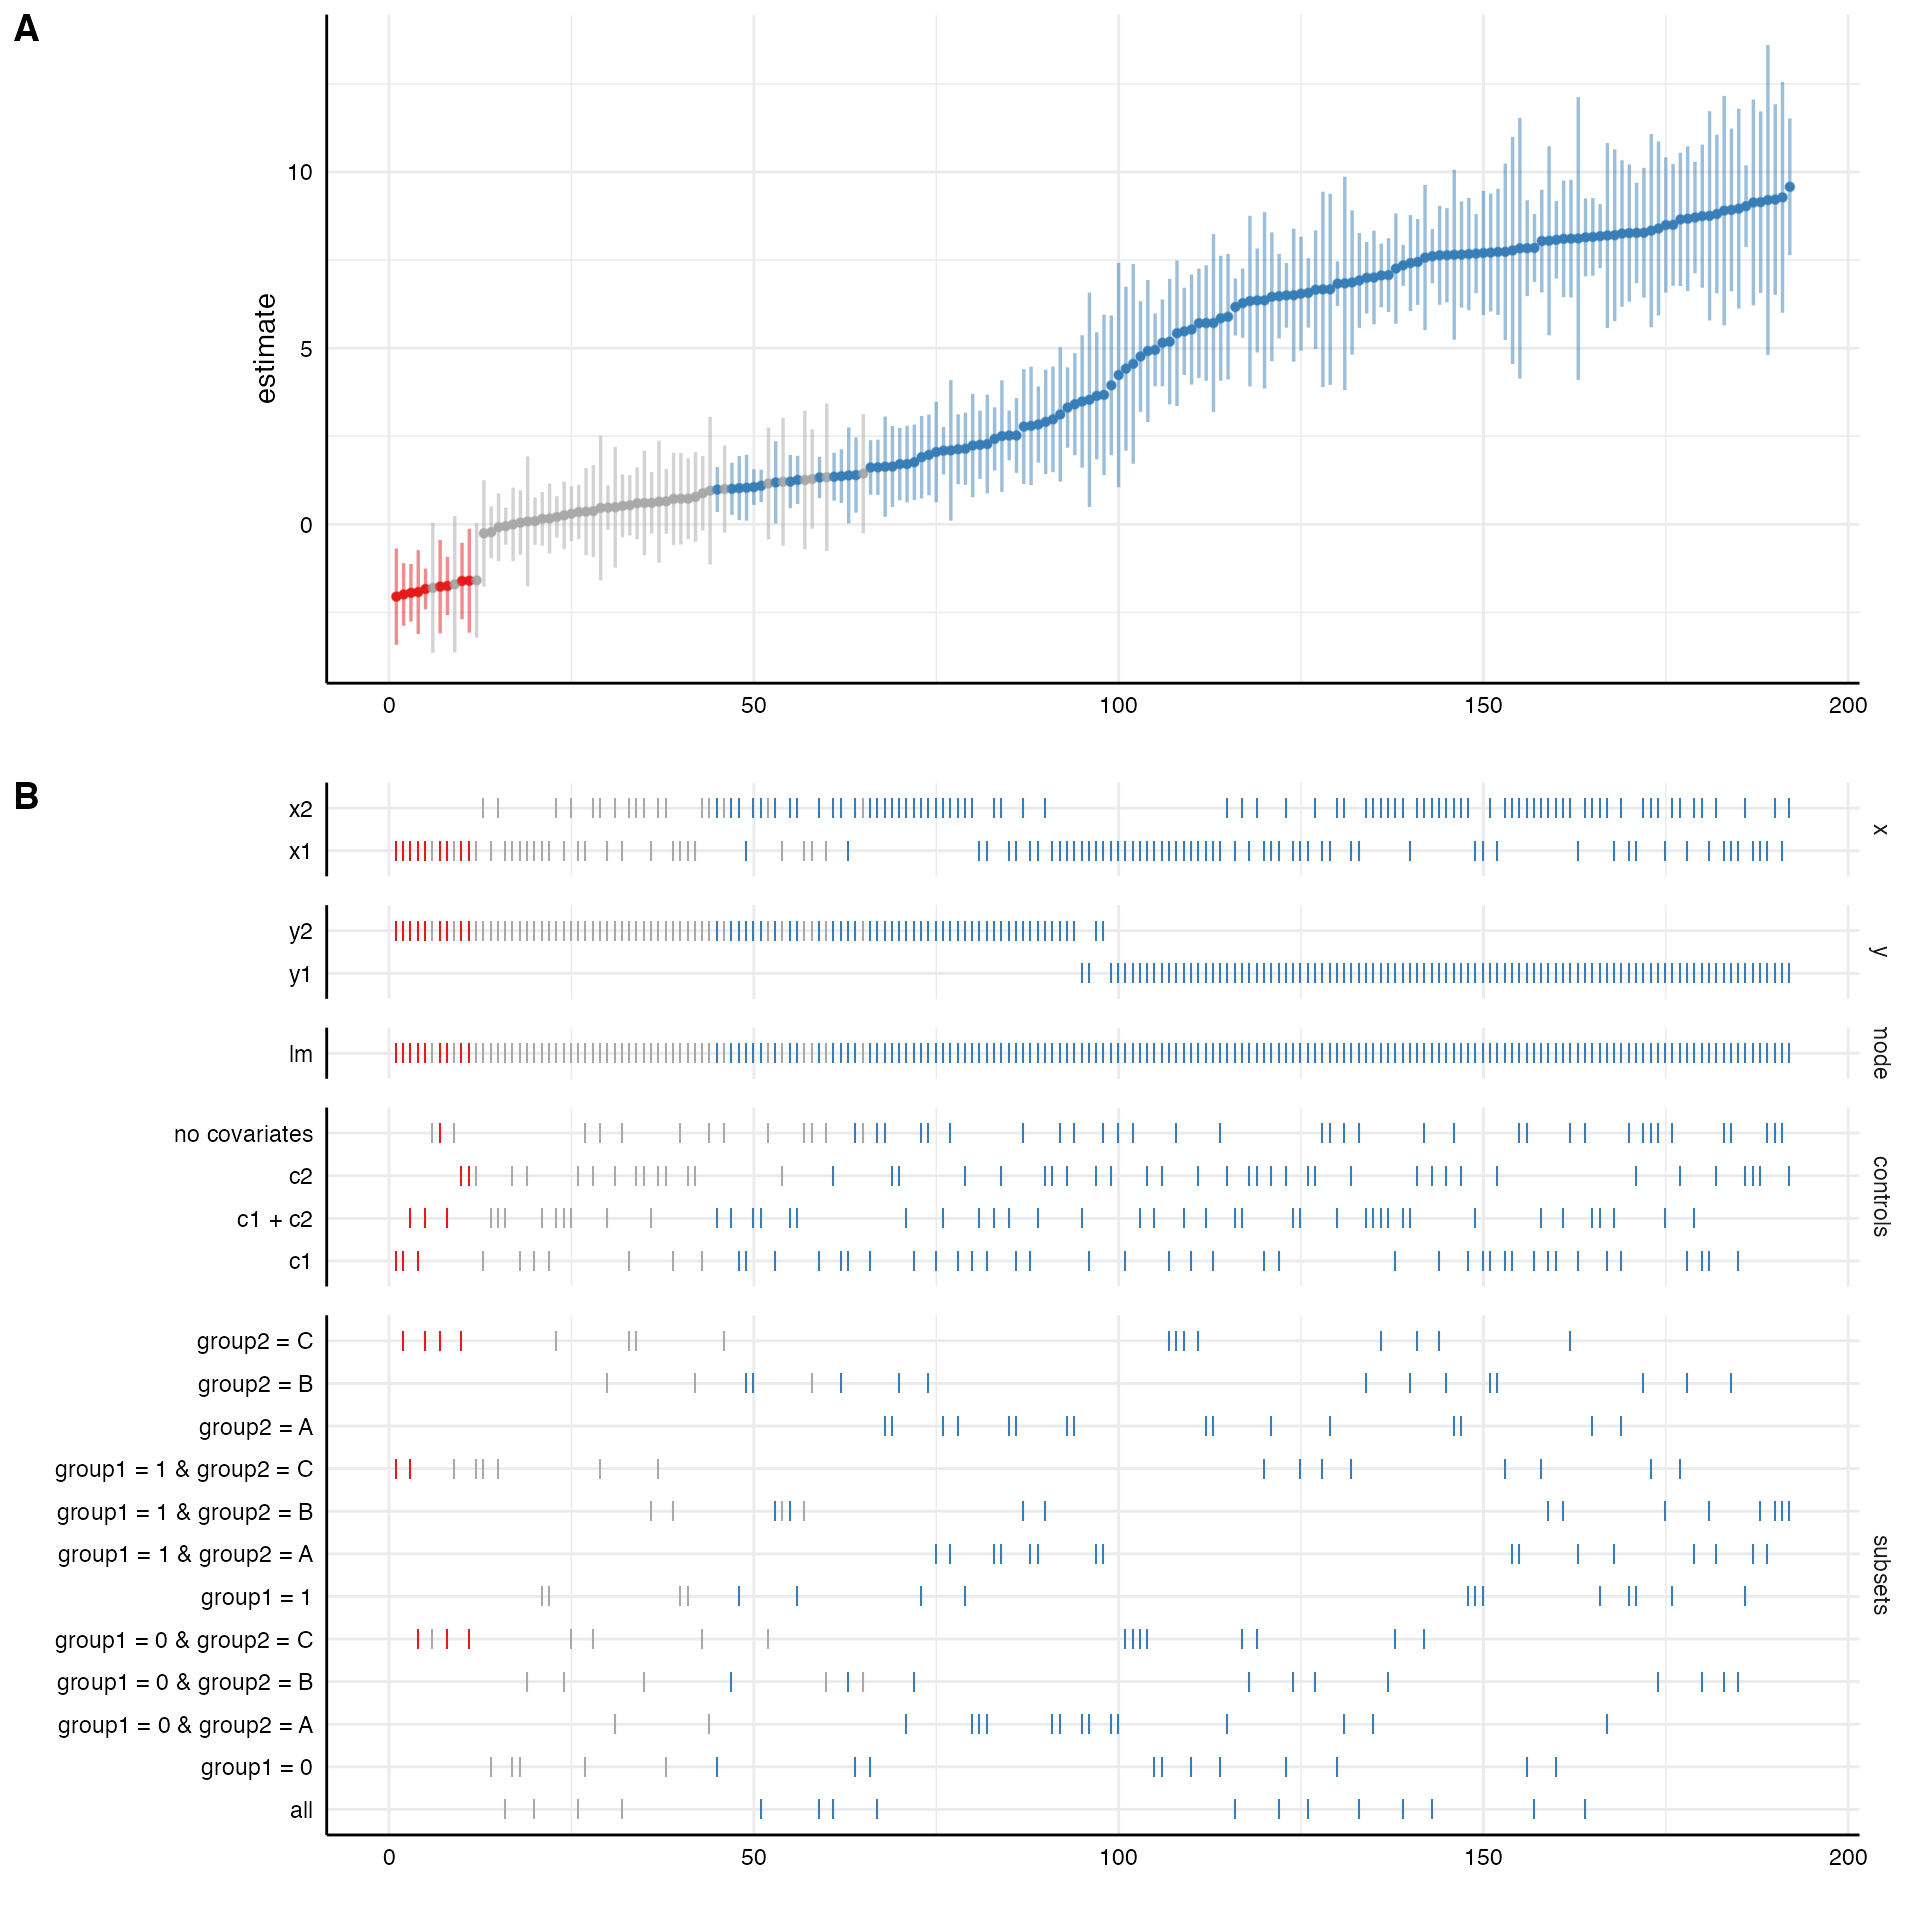 A
estimate
10
5
0
0 50 100 150 200
B
x2
x1
x
y2
y1
y
lm
mode
no covariates
c2
c1 + c2
c1
controls
group2 = C
group2 = B
group2 = A
group1 = 1 & group2 = C
group1 = 1 & group2 = B
group1 = 1 & group2 = A
group1 = 1
group1 = 0 & group2 = C
group1 = 0 & group2 = B
group1 = 0 & group2 = A
group1 = 0
all
subsets
0 50 100 150 200